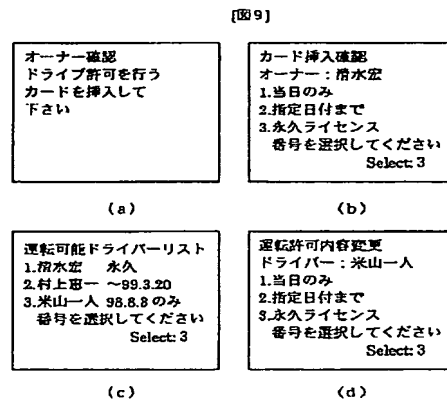 [図9]
オーナー確認
ドライブ許可を行う
カードを挿入して
下さい
(a)
カード挿入確認
オーナー：清水宏
1.当日のみ
2.指定日付まで
3.永久ライセンス
番号を選択してください
Select: 3
(b)
運転可能ドライバーリスト
1.清水宏 永久
2.村上恵一 ～99.3.20
3.米山一人 98.8.8のみ
番号を選択してください
Select: 3
(c)
運転許可内容変更
ドライバー：米山一人
1.当日のみ
2.指定日付まで
3.永久ライセンス
番号を選択してください
Select: 3
(d)